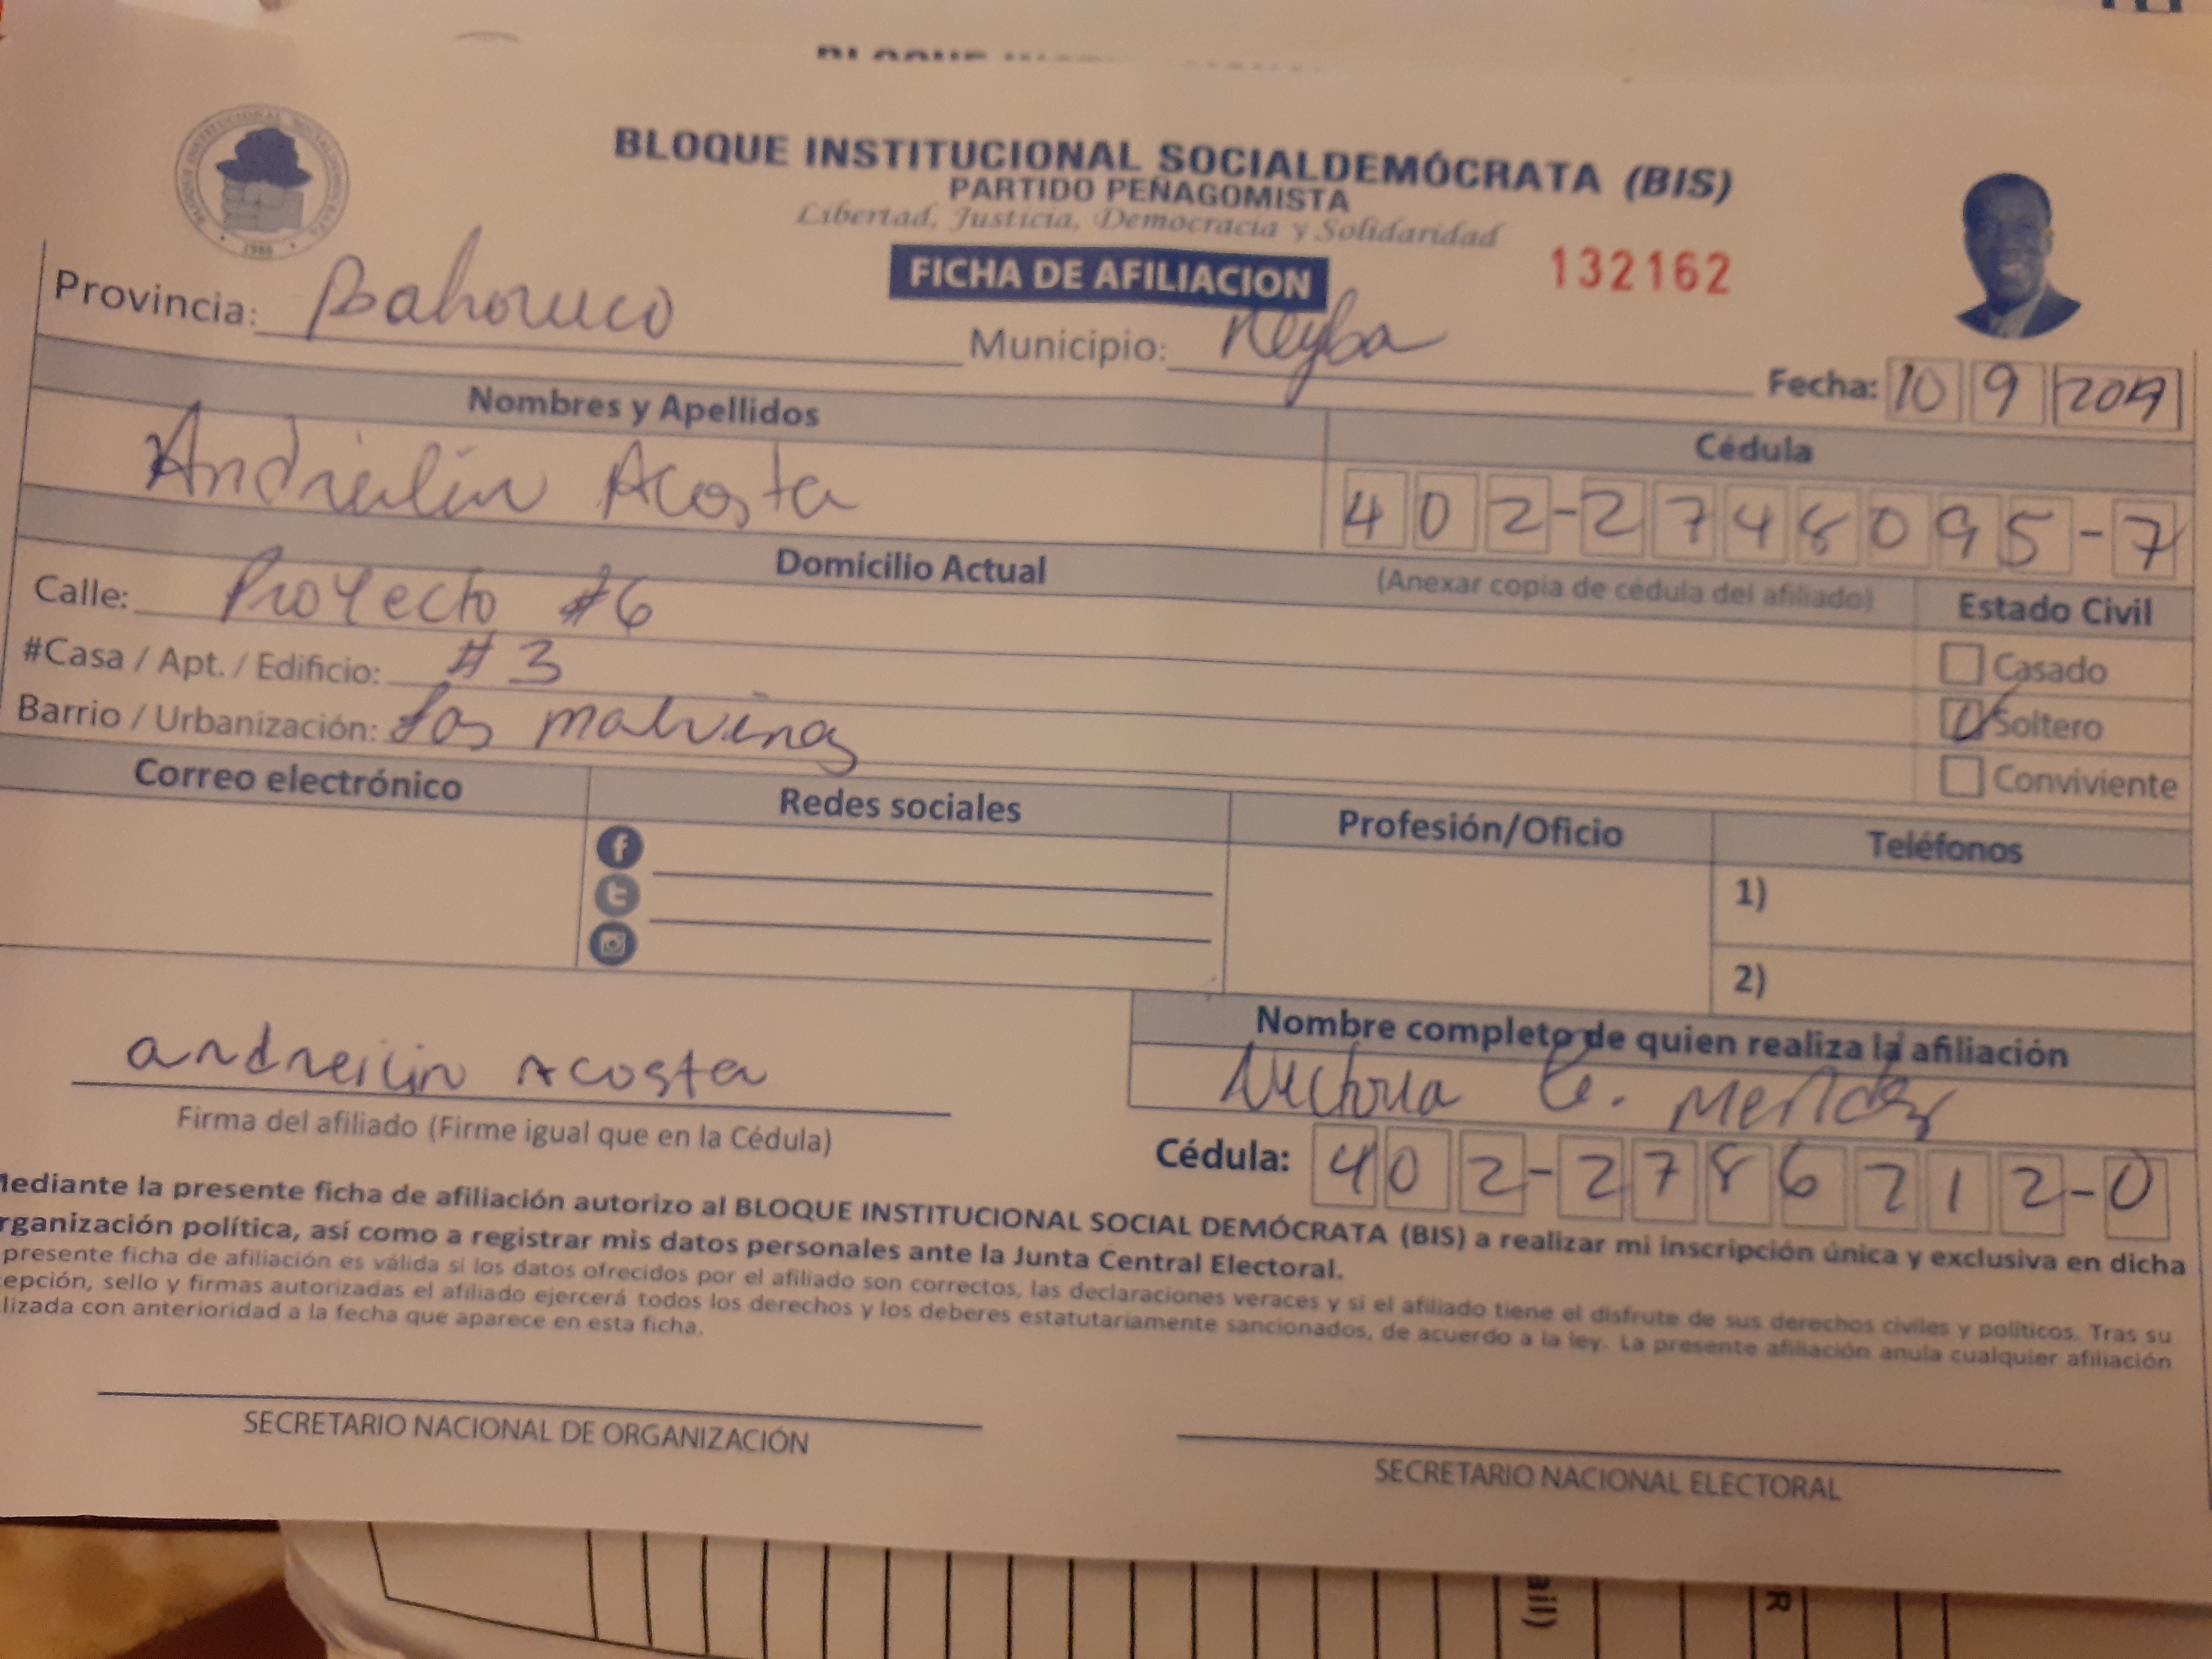 BLOQUE INSTITUCIONAL SOCIALDEMÓCRATA (BIS)
PARTIDO PEÑAGOMISTA
Libertad, Justicia, Democracia y Solidaridad
FICHA DE AFILIACION
132162
Provincia: Bahoruco
Municipio: Neyba
Fecha: 10 9 2019
Nombres y Apellidos
Cédula
Andreilin Acosta
402-2748095-7
Domicilio Actual
(Anexar copia de cédula del afiliado)
Estado Civil
Calle: Proyecto #6
#Casa / Apt. / Edificio: #3
Barrio / Urbanización: Las malvinas
Casado
Soltero
Conviviente
Correo electrónico
Redes sociales
Profesión/Oficio
Teléfonos
1)
2)
andreilin Acosta
Firma del afiliado (Firme igual que en la Cédula)
Nombre completo de quien realiza la afiliación
Mendez
Cédula: 402-2786212-0
Mediante la presente ficha de afiliación autorizo al BLOQUE INSTITUCIONAL SOCIAL DEMÓCRATA (BIS) a realizar mi inscripción única y exclusiva en dicha
rganización política, así como a registrar mis datos personales ante la Junta Central Electoral.
presente ficha de afiliación es válida si los datos ofrecidos por el afiliado son correctos, las declaraciones veraces y si el afiliado tiene el disfrute de sus derechos civiles y políticos. Tras su
epción, sello y firmas autorizadas el afiliado ejercerá todos los derechos y los deberes estatutariamente sancionados, de acuerdo a la ley. La presente afiliación anula cualquier afiliación
lizada con anterioridad a la fecha que aparece en esta ficha.
SECRETARIO NACIONAL DE ORGANIZACIÓN
SECRETARIO NACIONAL ELECTORAL
ail)
R